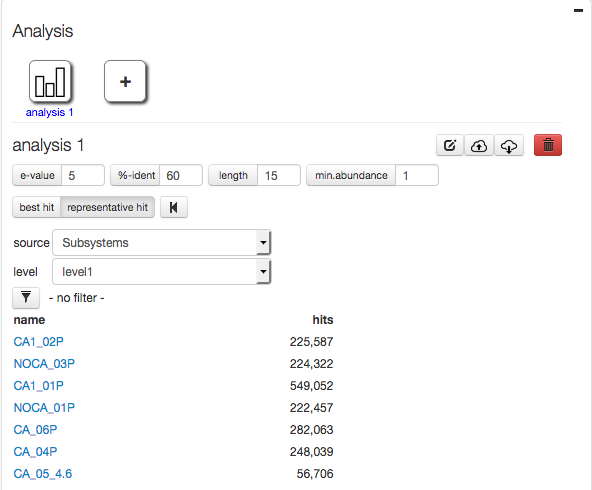 Analysis
+
analysis 1
analysis 1
e-value 5 %-ident 60 length 15 min.abundance 1
best hit representative hit
source Subsystems
level level1
- no filter -
name hits
CA1_02P 225,587
NOCA_03P 224,322
CA1_01P 549,052
NOCA_01P 222,457
CA_06P 282,063
CA_04P 248,039
CA_05_4.6 56,706